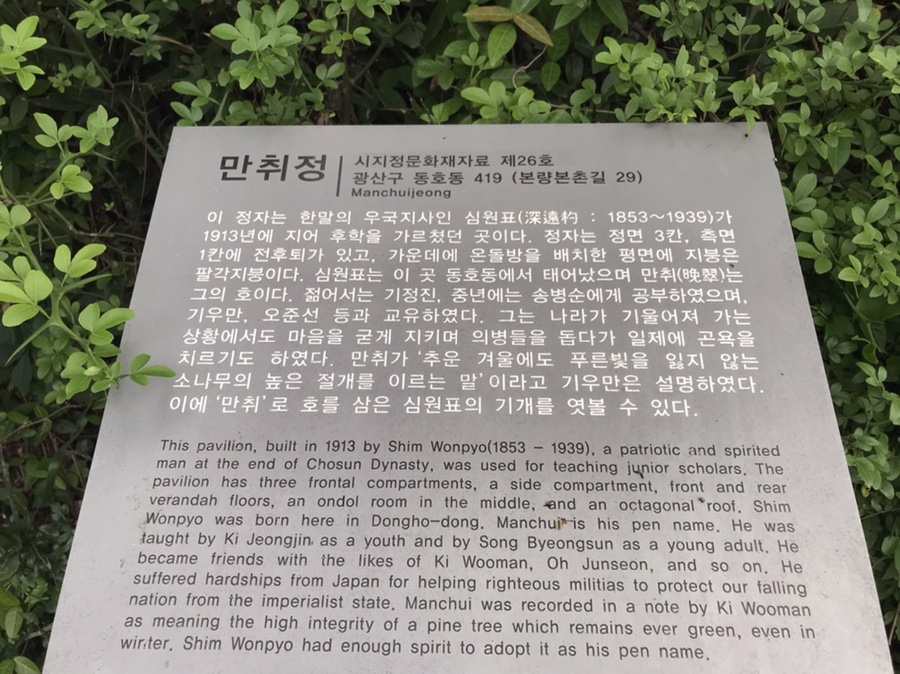 만취정
시지정문화재자료 제26호
광산구 동호동 419 (본량본촌길 29)
Manchuijeong
이 정자는 한말의 우국지사인 심원표(深遠杓 : 1853～1939)가
1913년에 지어 후학을 가르쳤던 곳이다. 정자는 정면 3칸, 측면
1칸에 전후퇴가 있고, 가운데에 온돌방을 배치한 평면에 지붕은
팔각지붕이다. 심원표는 이 곳 동호동에서 태어났으며 만취(晩翠)는
그의 호이다. 젊어서는 기정진, 중년에는 송병순에게 공부하였으며,
기우만, 오준선 등과 교유하였다. 그는 나라가 기울어져 가는
상황에서도 마음을 굳게 지키며 의병들을 돕다가 일제에 곤욕을
치르기도 하였다. 만취가 '추운 겨울에도 푸른빛을 잃지 않는
소나무의 높은 절개를 이르는 말'이라고 기우만은 설명하였다.
이에 '만취'로 호를 삼은 심원표의 기개를 엿볼 수 있다.
This pavilion, built in 1913 by Shim Wonpyo(1853 - 1939), a patriotic and spirited
man at the end of Chosun Dynasty, was used for teaching junior scholars. The
pavilion has three frontal compartments, a side compartment, front and rear
verandah floors, an ondol room in the middle, and an octagonal roof. Shim
Wonpyo was born here in Dongho-dong. Manchui is his pen name. He was
taught by Ki Jeongjin as a youth and by Song Byeongsun as a young adult. He
became friends with the likes of Ki Wooman, Oh Junseon, and so on. He
suffered hardships from Japan for helping righteous militias to protect our falling
nation from the imperialist state. Manchui was recorded in a note by Ki Wooman
as meaning the high integrity of a pine tree which remains ever green, even in
winter. Shim Wonpyo had enough spirit to adopt it as his pen name.